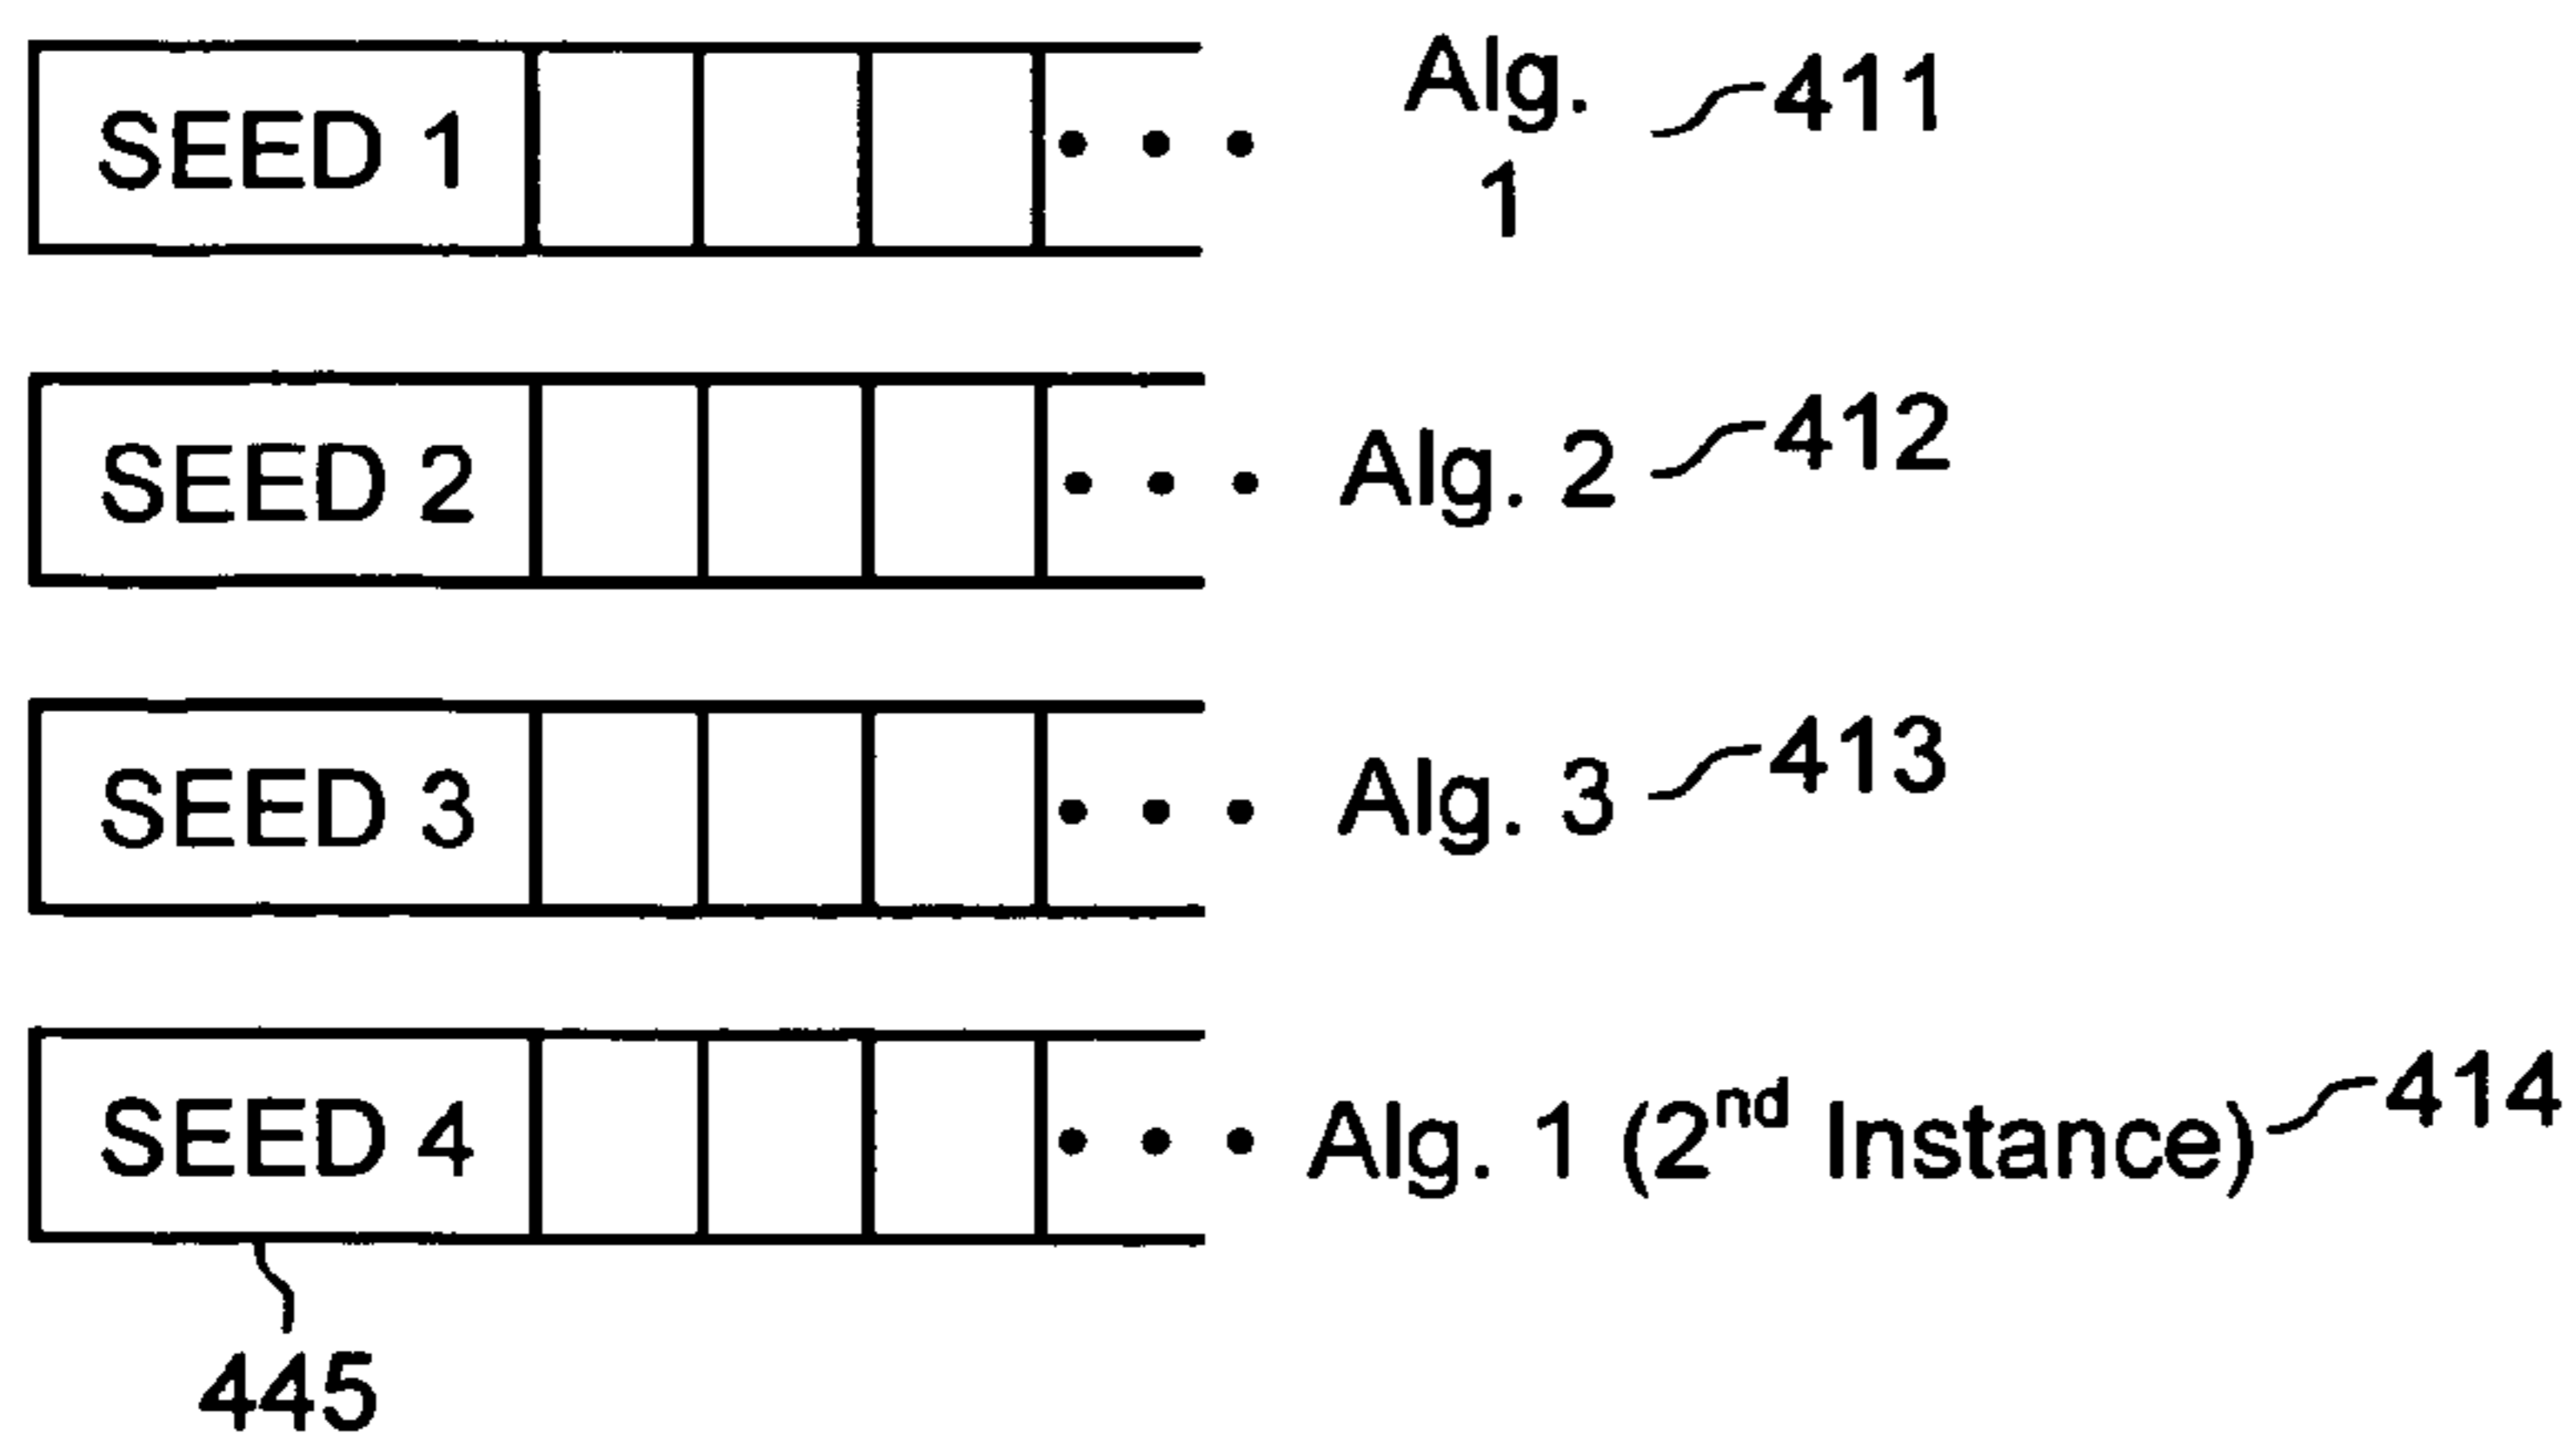 SEED 1 • • • Alg. 1 411
SEED 2 • • • Alg. 2 412
SEED 3 • • • Alg. 3 413
SEED 4 • • • Alg. 1 (2nd Instance) 414
445